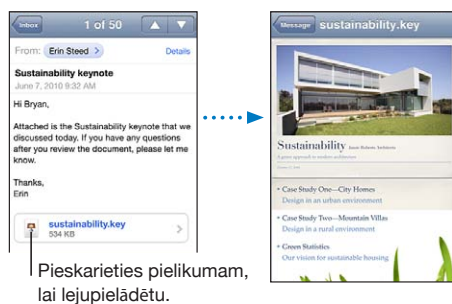 Inbox
1 of 50
From: Erin Steed
Details
Sustainability keynote
June 7, 2010 9:32 AM
Hi Bryan,
Attached is the Sustainability keynote that we
discussed today. If you have any questions
after you review the document, please let me
know.
Thanks,
Erin
sustainability.key
534 KB
Pieskarieties pielikumam,
lai lejupielādētu.
Message
sustainability.key
Sustainability
Case Study One—City Homes
Design in an urban environment
Case Study Two—Mountain Villas
Design in a rural environment
Green Statistics
Our vision for sustainable housing